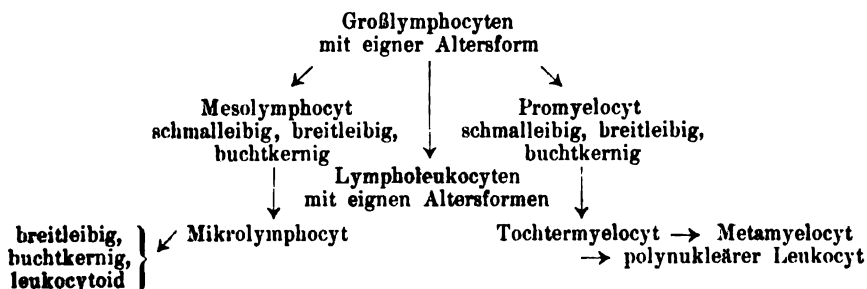 Großlymphocyten
mit eigner Altersform
Mesolymphocyt
schmalleibig, breitleibig,
buchtkernig
Promyelocyt
schmalleibig, breitleibig,
buchtkernig
Lympholeukocyten
mit eignen Altersformen
breitleibig,
buchtkernig,
leukocytoid
Mikrolymphocyt
Tochtermyelocyt → Metamyelocyt
→ polynukleärer Leukocyt